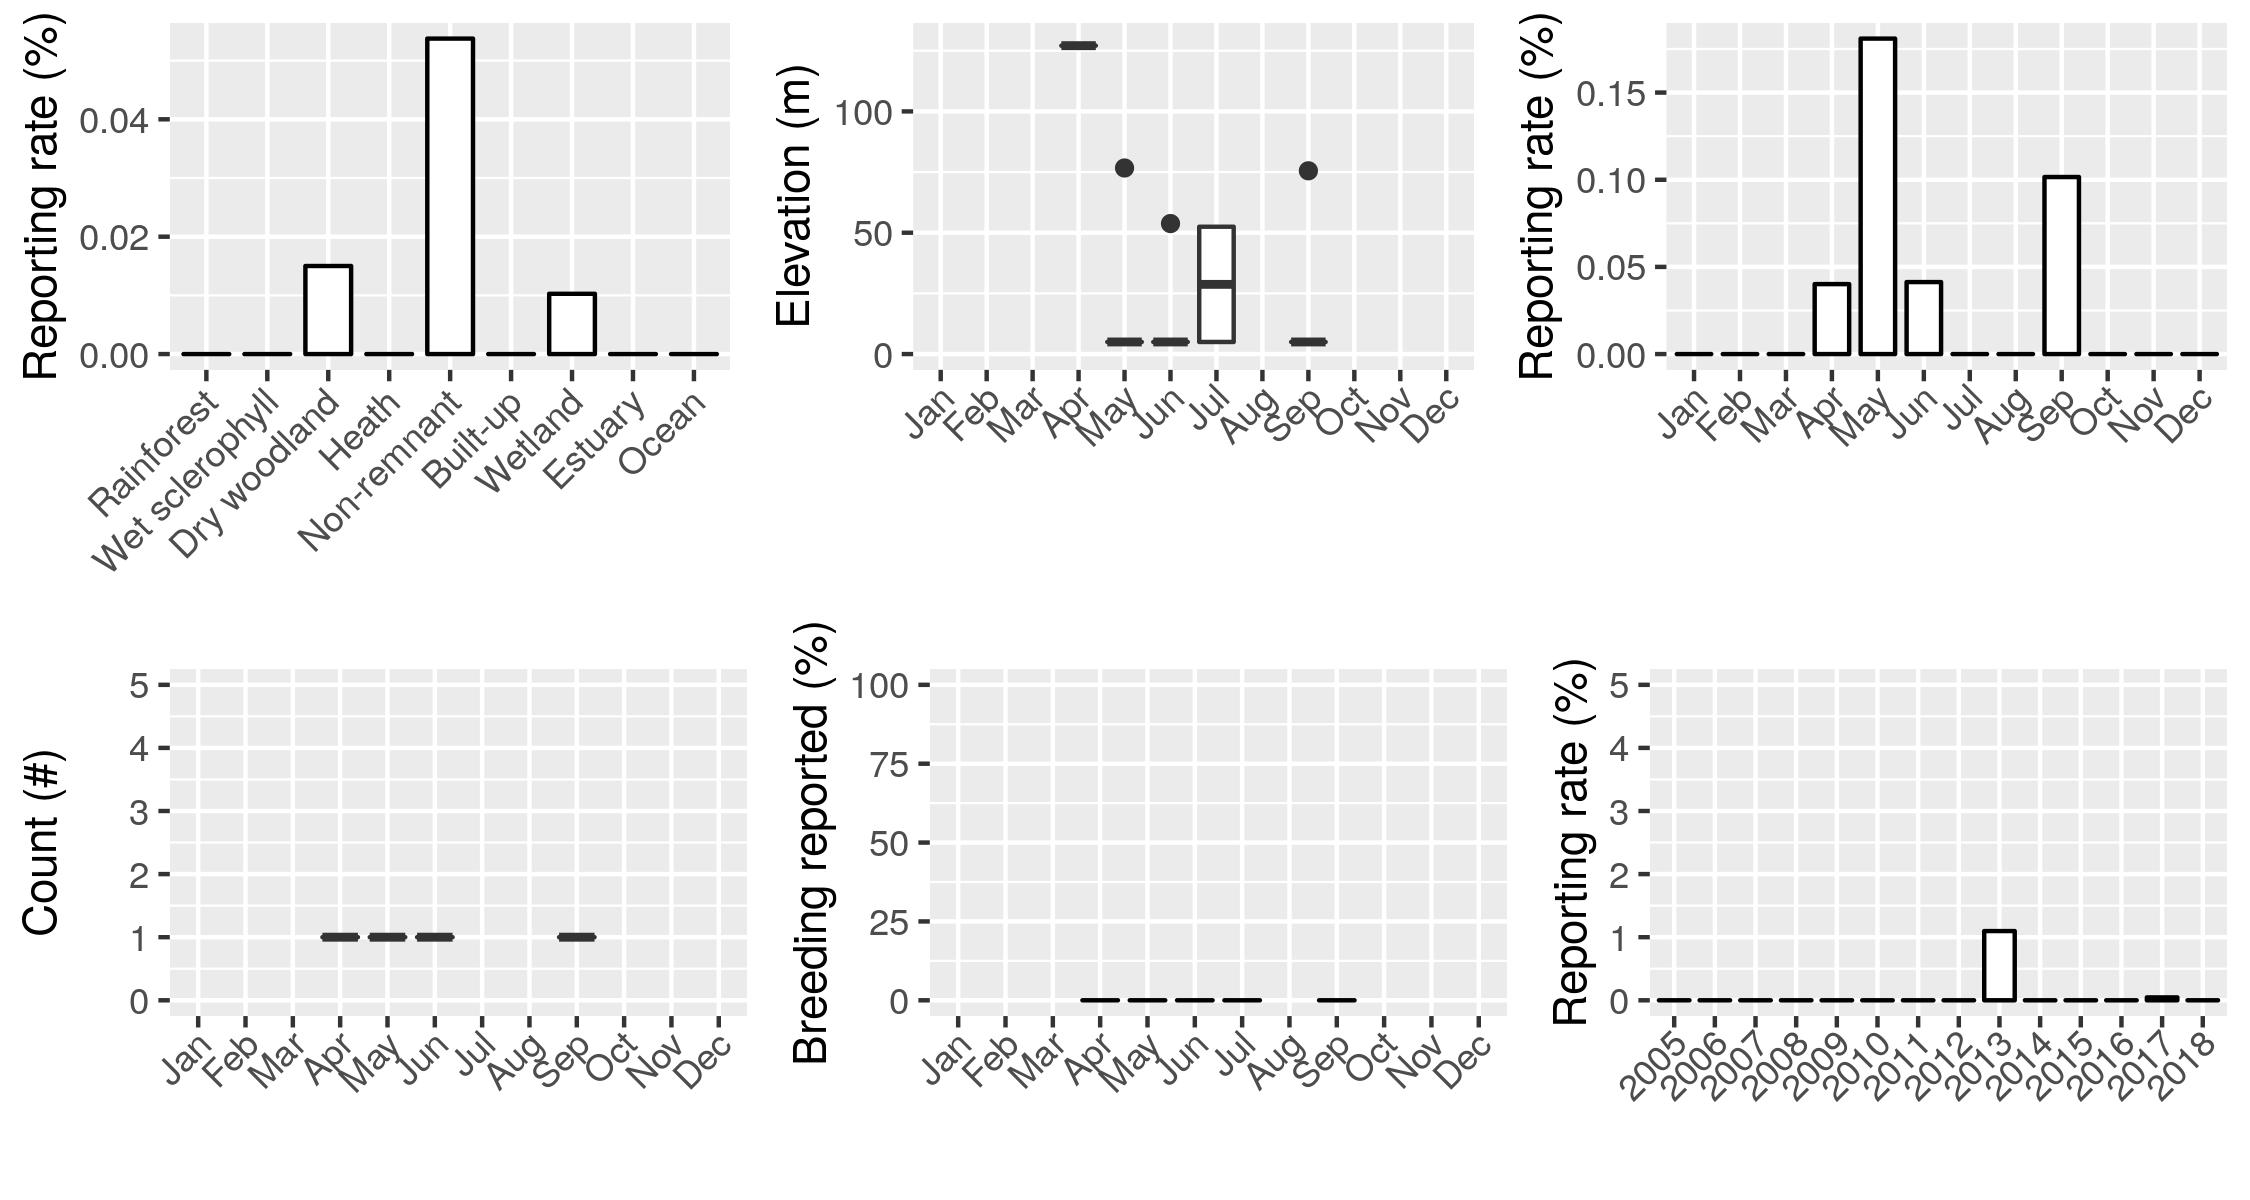 Reporting rate (%)
0.04
0.02
0.00
Rainforest
Wet sclerophyll
Dry woodland
Heath
Non-remnant
Built-up
Wetland
Estuary
Ocean
Elevation (m)
100
50
0
Jan
Feb
Mar
Apr
May
Jun
Jul
Aug
Sep
Oct
Nov
Dec
Reporting rate (%)
0.15
0.10
0.05
0.00
Jan
Feb
Mar
Apr
May
Jun
Jul
Aug
Sep
Oct
Nov
Dec
Count (#)
5
4
3
2
1
0
Jan
Feb
Mar
Apr
May
Jun
Jul
Aug
Sep
Oct
Nov
Dec
Breeding reported (%)
100
75
50
25
0
Jan
Feb
Mar
Apr
May
Jun
Jul
Aug
Sep
Oct
Nov
Dec
Reporting rate (%)
5
4
3
2
1
0
2005
2006
2007
2008
2009
2010
2011
2012
2013
2014
2015
2016
2017
2018